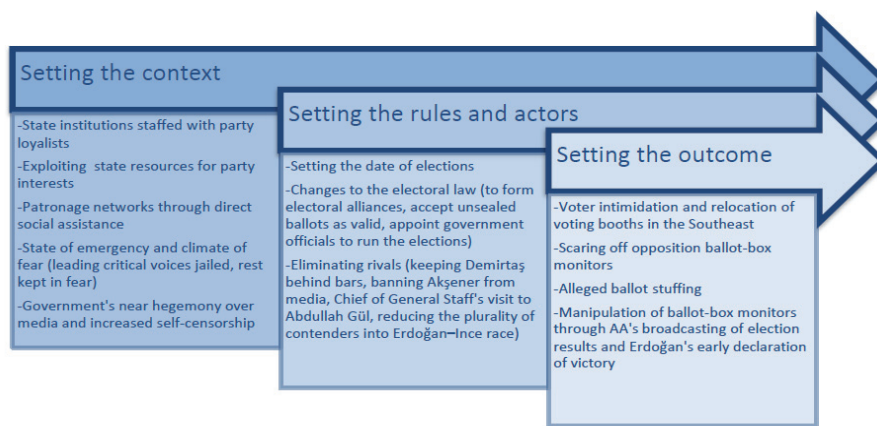 Setting the context
-State institutions staffed with party
loyalists
-Exploiting state resources for party
interests
-Patronage networks through direct
social assistance
-State of emergency and climate of
fear (leading critical voices jailed, rest
kept in fear)
-Government's near hegemony over
media and increased self-censorship
Setting the rules and actors
-Setting the date of elections
-Changes to the electoral law (to form
electoral alliances, accept unsealed
ballots as valid, appoint government
officials to run the elections)
-Eliminating rivals (keeping Demirtaş
behind bars, banning Akşener from
media, Chief of General Staff's visit to
Abdullah Gül, reducing the plurality of
contenders into Erdoğan–Ince race)
Setting the outcome
-Voter intimidation and relocation of
voting booths in the Southeast
-Scaring off opposition ballot-box
monitors
-Alleged ballot stuffing
-Manipulation of ballot-box monitors
through AA's broadcasting of election
results and Erdoğan's early declaration
of victory